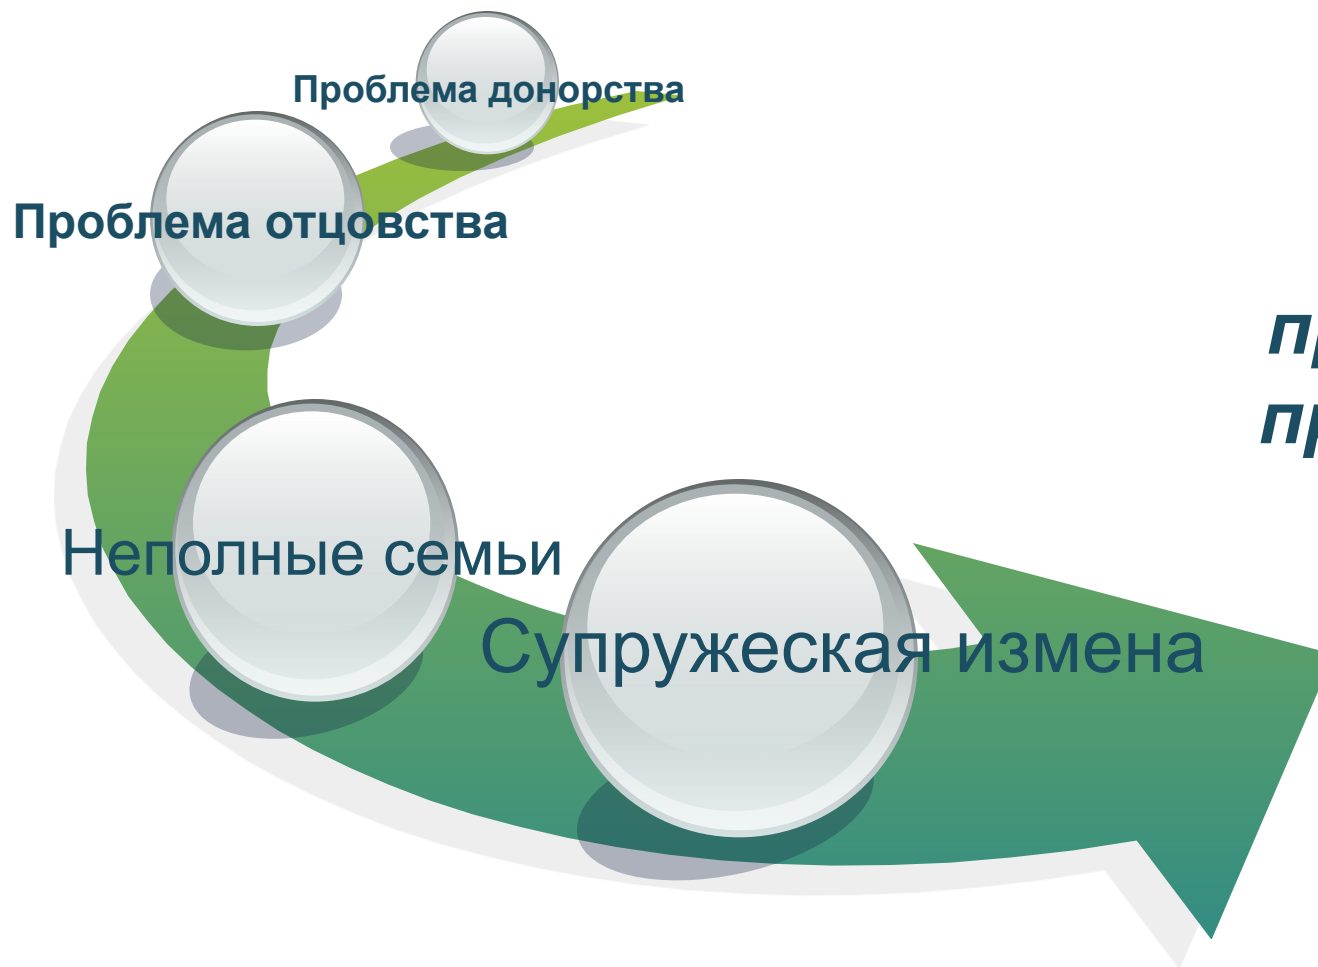 Проблема донорства
Проблема отцовства
Неполные семьи
Супружеская измена